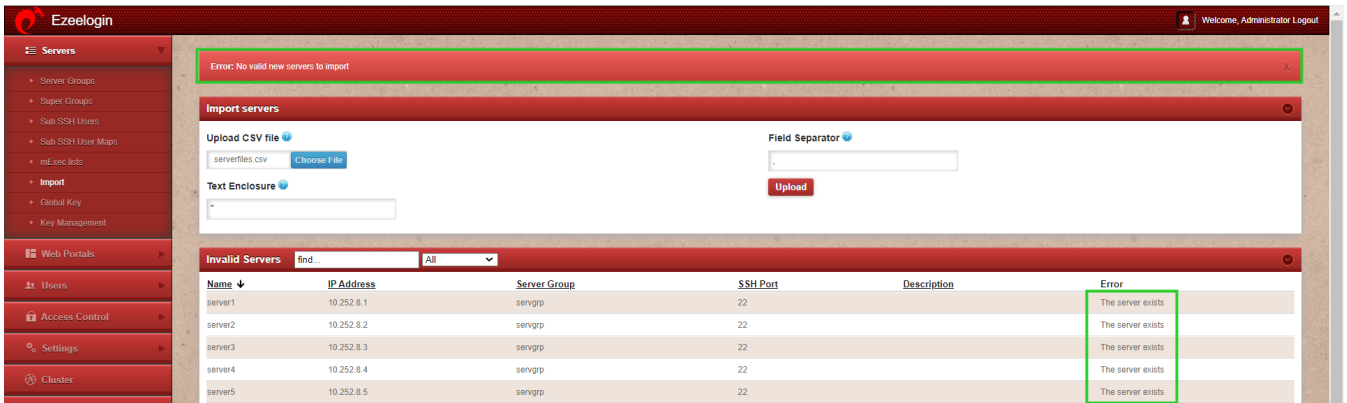 Ezeelogin
Welcome, Administrator Logout
Servers
Server Groups
Super Groups
Sub SSH Users
Sub SSH User Maps
mExec lists
Import
Global Key
Key Management
Web Portals
Users
Access Control
Settings
Cluster
Error: No valid new servers to import X
Import servers
Upload CSV file
serverfiles.csv Choose File
Field Separator
,
Text Enclosure
"
Upload
Invalid Servers find... All
Name IP Address Server Group SSH Port Description Error
server1 10.252.8.1 servgrp 22 The server exists
server2 10.252.8.2 servgrp 22 The server exists
server3 10.252.8.3 servgrp 22 The server exists
server4 10.252.8.4 servgrp 22 The server exists
server5 10.252.8.5 servgrp 22 The server exists